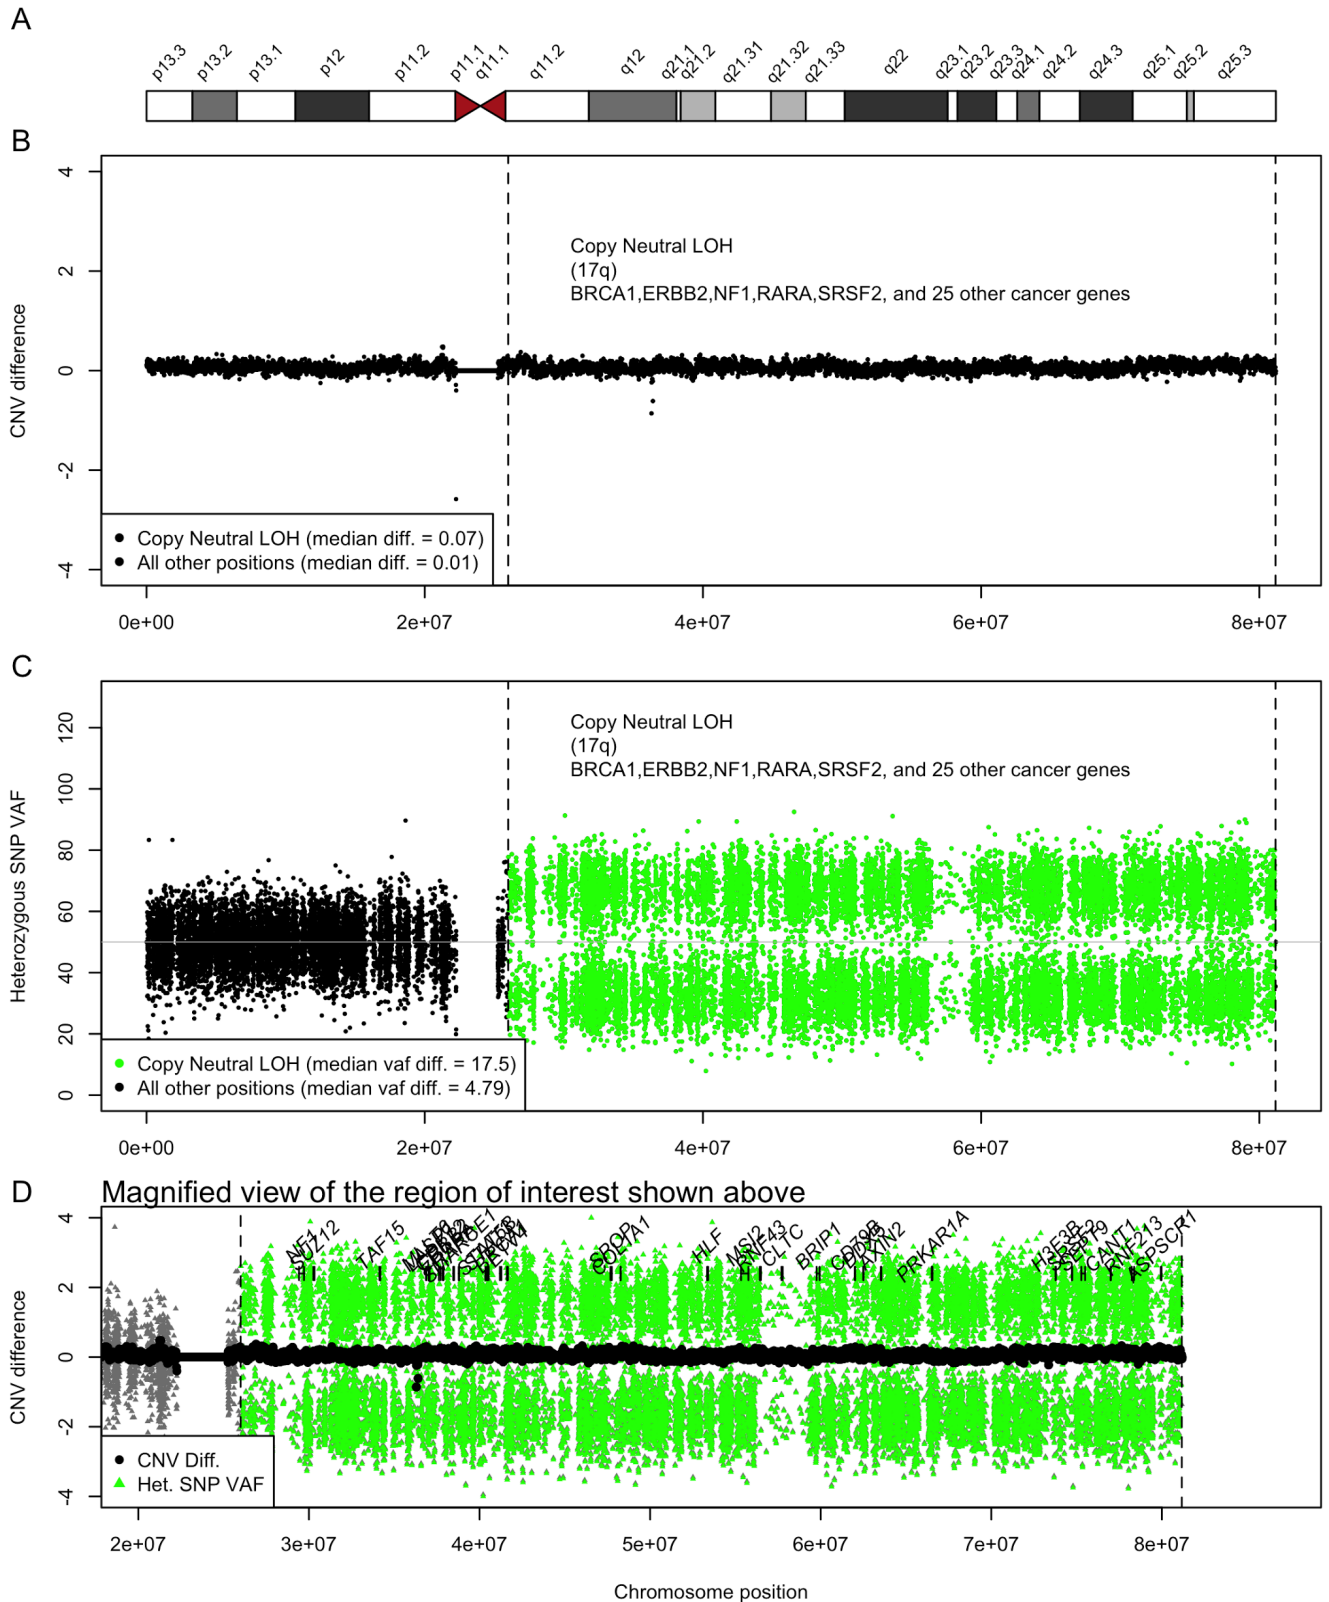 A
p13.3 p13.2 p13.1 p12 p11.2 p11.1 q11.1 q11.2 q12 q21.1 q21.2 q21.31 q21.32 q21.33 q22 q23.1 q23.2 q23.3 q24.1 q24.2 q24.3 q25.1 q25.2 q25.3
B
CNV difference
4
2
0
-2
-4
Copy Neutral LOH
(17q)
BRCA1,ERBB2,NF1,RARA,SRSF2, and 25 other cancer genes
Copy Neutral LOH (median diff. = 0.07)
All other positions (median diff. = 0.01)
0e+00 2e+07 4e+07 6e+07 8e+07
C
Heterozygous SNP VAF
120
100
80
60
40
20
0
Copy Neutral LOH
(17q)
BRCA1,ERBB2,NF1,RARA,SRSF2, and 25 other cancer genes
Copy Neutral LOH (median vaf diff. = 17.5)
All other positions (median vaf diff. = 4.79)
0e+00 2e+07 4e+07 6e+07 8e+07
D
Magnified view of the region of interest shown above
CNV difference
4
2
0
-2
-4
NF1 SUZ12 TAF15 COL1A1 HLF MSI2 RNF43 CLTC BRIP1 CD79B AXIN2 PRKAR1A H3F3B SRSF2 SEPT9 CANT1 RNF213 ASPSCR1
CNV Diff.
Het. SNP VAF
2e+07 3e+07 4e+07 5e+07 6e+07 7e+07 8e+07
Chromosome position